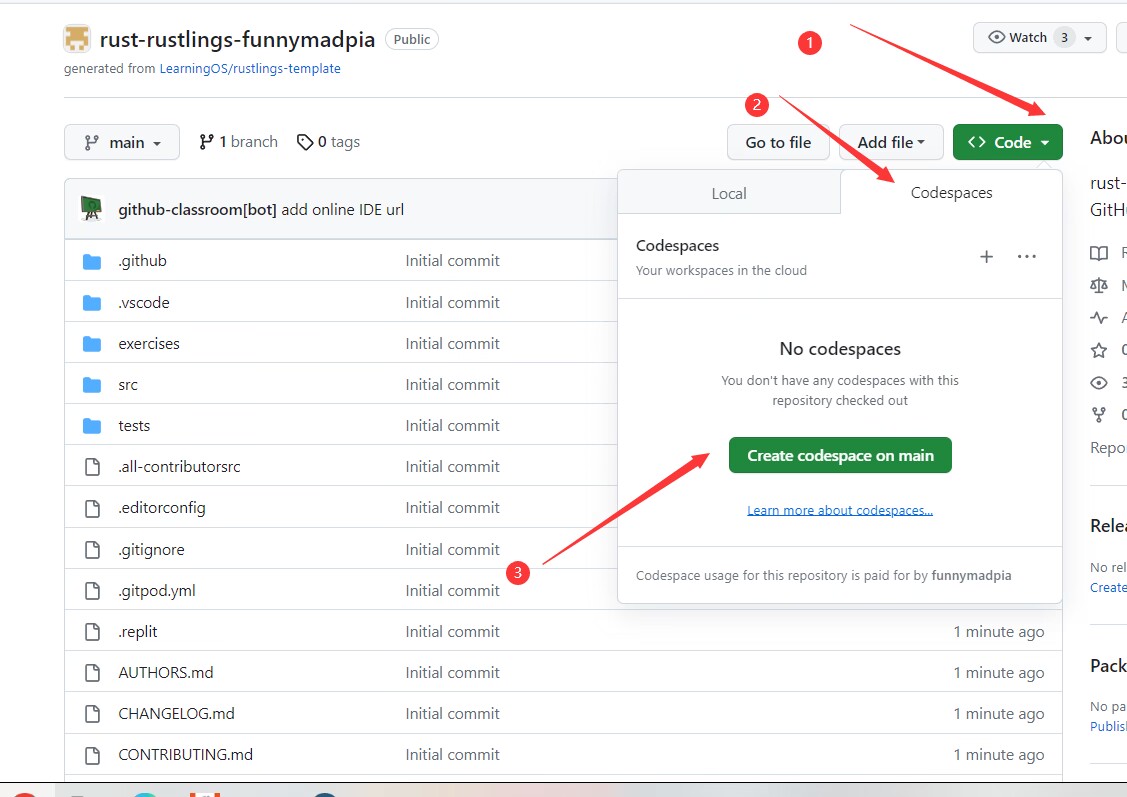 rust-rustlings-funnymadpia Public
Watch 3
generated from LearningOS/rustlings-template
1
2
main
1 branch
0 tags
Go to file
Add file
<> Code
Abou
Local
Codespaces
rust-
github-classroom[bot] add online IDE url
GitHu
Codespaces
Your workspaces in the cloud
+ ...
.github Initial commit
.vscode Initial commit
exercises Initial commit
No codespaces
src Initial commit
You don't have any codespaces with this
repository checked out
tests Initial commit
Repo
Create codespace on main
.all-contributorsrc Initial commit
.editorconfig Initial commit
Learn more about codespaces...
Relea
.gitignore Initial commit
3
No rel
Codespace usage for this repository is paid for by funnymadpia
Create
.gitpod.yml Initial commit
.replit Initial commit 1 minute ago
AUTHORS.md Initial commit 1 minute ago
Pack
CHANGELOG.md Initial commit 1 minute ago
No pa
Publis
CONTRIBUTING.md Initial commit 1 minute ago